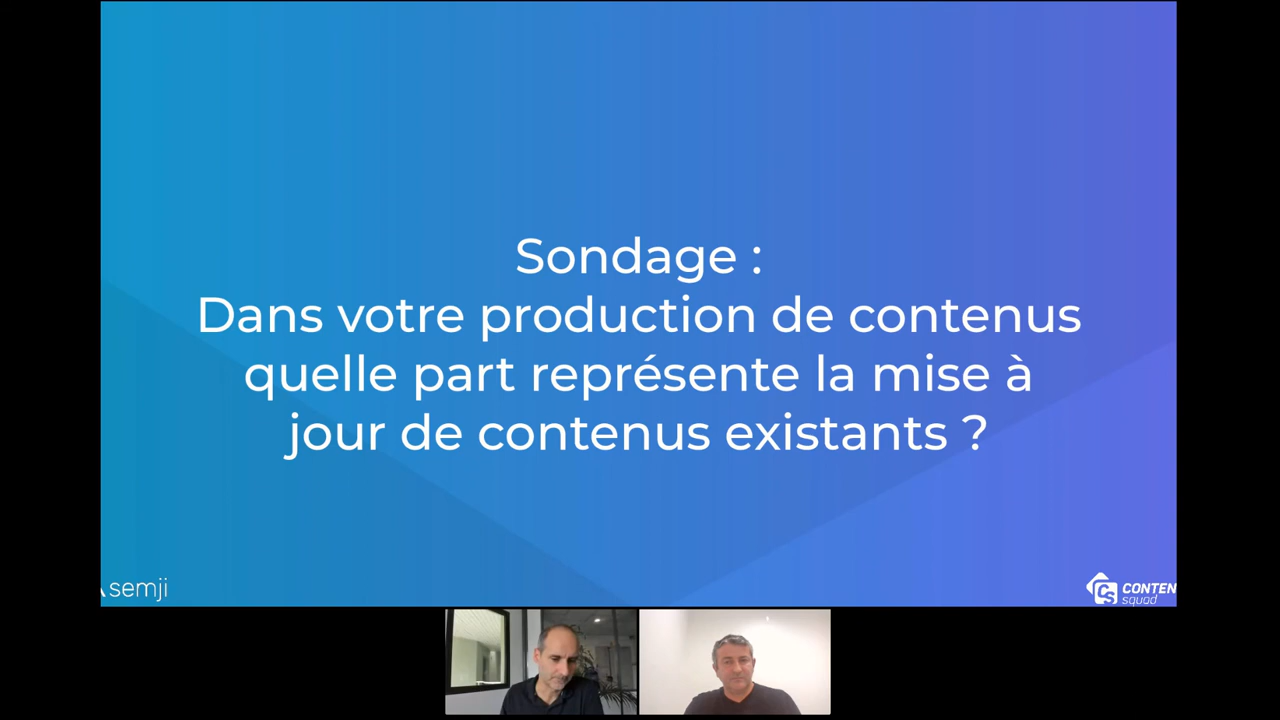 Sondage :
Dans votre production de contenus
quelle part représente la mise à
jour de contenus existants ?
semji
CONTEN
squad